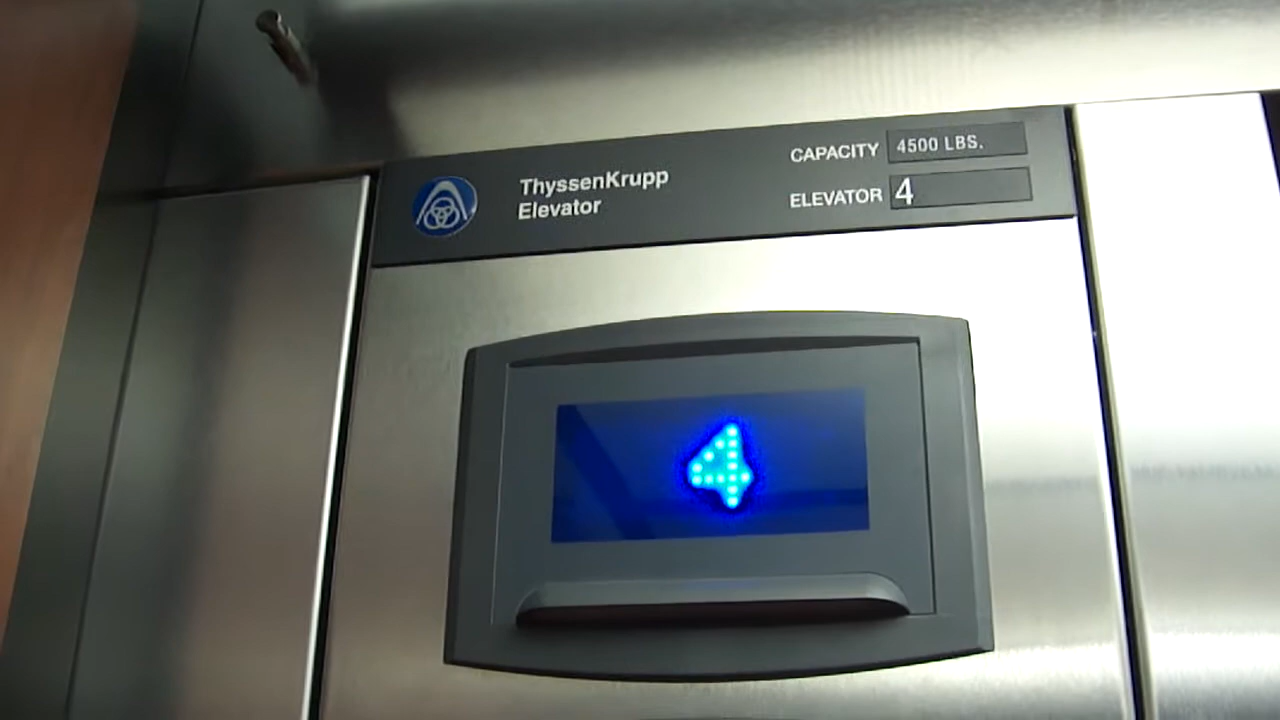 ThyssenKrupp
Elevator
CAPACITY 4500 LBS.
ELEVATOR 4
4